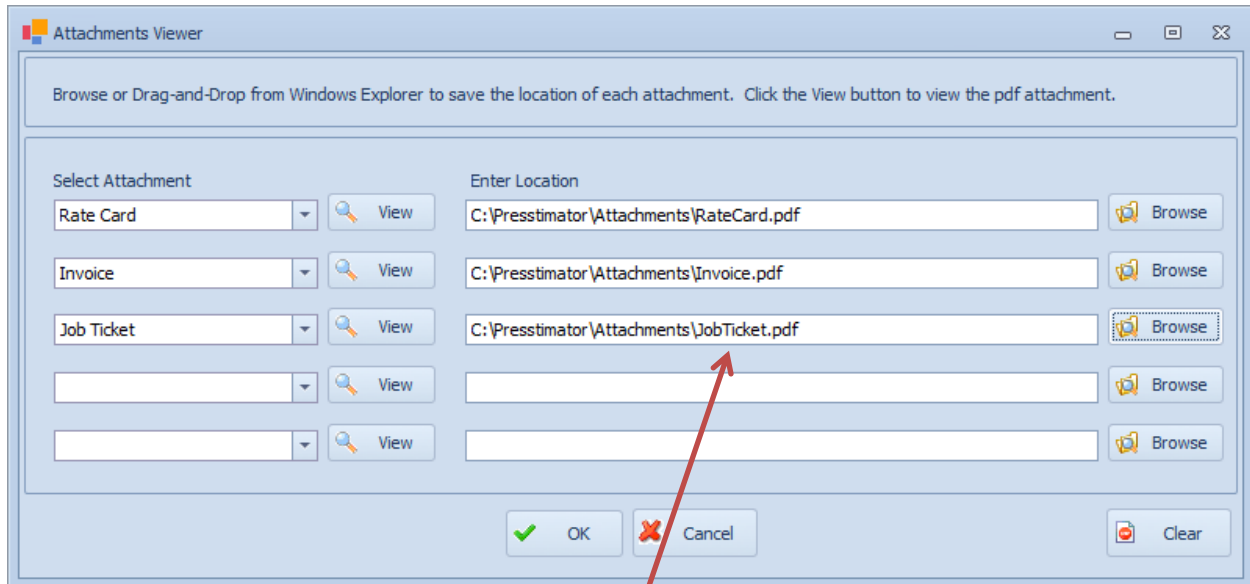 Attachments Viewer
Browse or Drag-and-Drop from Windows Explorer to save the location of each attachment.  Click the View button to view the pdf attachment.
Select Attachment Enter Location
Rate Card View C:\Presstimator\Attachments\RateCard.pdf Browse
Invoice View C:\Presstimator\Attachments\Invoice.pdf Browse
Job Ticket View C:\Presstimator\Attachments\JobTicket.pdf Browse
View Browse
View Browse
OK Cancel Clear